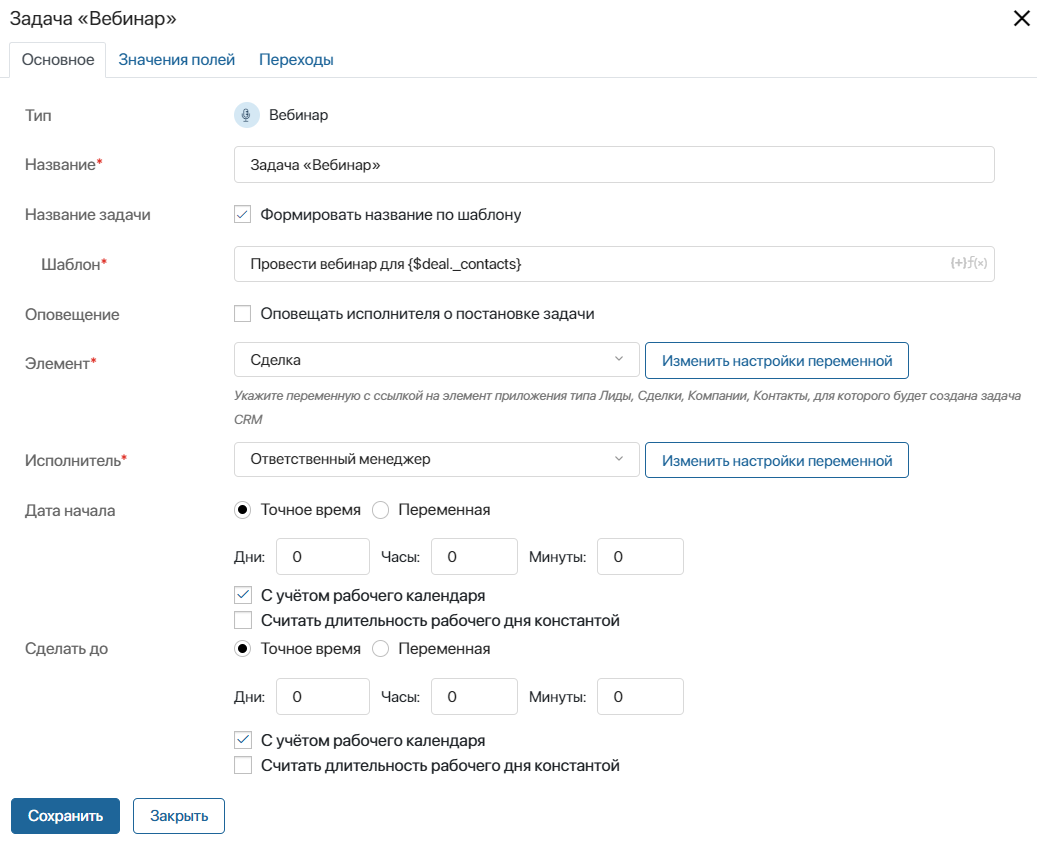 Задача «Вебинар»
Основное Значения полей Переходы
Тип Вебинар
Название* Задача «Вебинар»
Название задачи Формировать название по шаблону
Шаблон* Провести вебинар для {$deal._contacts} {+}ƒ(x)
Оповещение Оповещать исполнителя о постановке задачи
Элемент* Сделка Изменить настройки переменной
Укажите переменную с ссылкой на элемент приложения типа Лиды, Сделки, Компании, Контакты, для которого будет создана задача
CRM
Исполнитель* Ответственный менеджер Изменить настройки переменной
Дата начала Точное время Переменная
Дни: 0 Часы: 0 Минуты: 0
С учётом рабочего календаря
Считать длительность рабочего дня константой
Сделать до Точное время Переменная
Дни: 0 Часы: 0 Минуты: 0
С учётом рабочего календаря
Считать длительность рабочего дня константой
Сохранить Закрыть